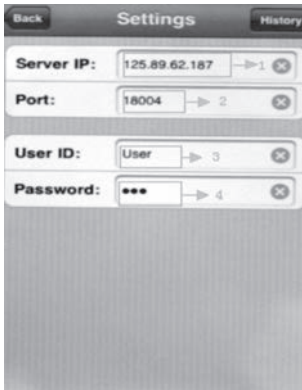 Back Settings History
Server IP: 125.89.62.187 1
Port: 18004 2
User ID: User 3
Password: ••• 4